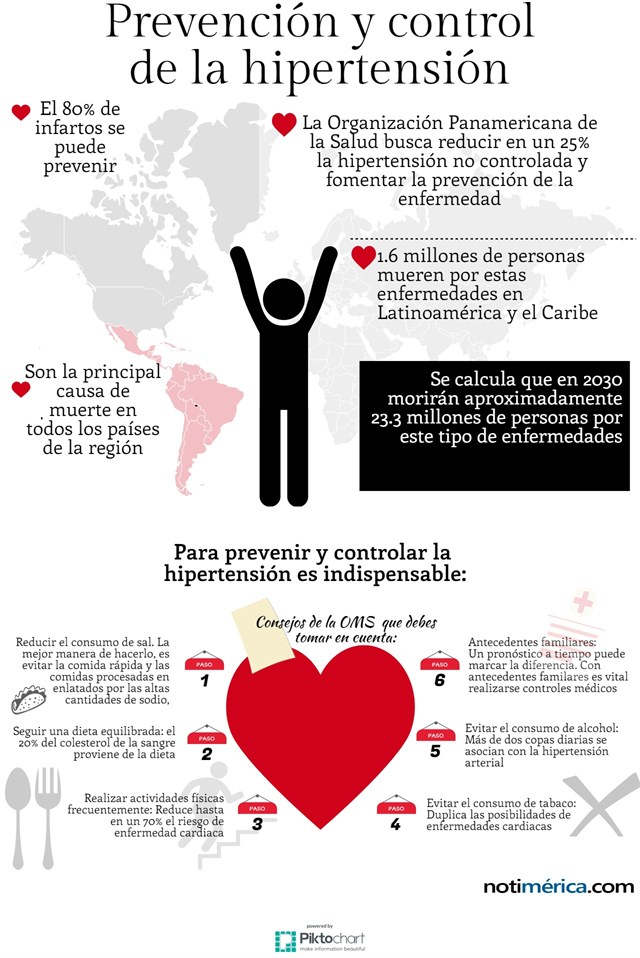 Prevención y control
de la hipertensión
El 80% de
infartos se
puede
prevenir
La Organización Panamericana de
la Salud busca reducir en un 25%
la hipertensión no controlada y
fomentar la prevención de la
enfermedad
1.6 millones de personas
mueren por estas
enfermedades en
Latinoamérica y el Caribe
Son la principal
causa de
muerte en
todos los países
de la región
Se calcula que en 2030
morirán aproximadamente
23.3 millones de personas por
este tipo de enfermedades
Para prevenir y controlar la
hipertensión es indispensable:
Consejos de la OMS que debes
tomar en cuenta:
Reducir el consumo de sal. La
mejor manera de hacerlo, es
evitar la comida rápida y las
comidas procesadas en
enlatados por las altas
cantidades de sodio,
PASO
1
Seguir una dieta equilibrada: el
20% del colesterol de la sangre
proviene de la dieta
PASO
2
Realizar actividades físicas
frecuentemente: Reduce hasta
en un 70% el riesgo de
enfermedad cardiaca
PASO
3
PASO
4
Evitar el consumo de tabaco:
Duplica las posibilidades de
enfermedades cardiacas
PASO
5
Evitar el consumo de alcohol:
Más de dos copas diarias se
asocian con la hipertensión
arterial
PASO
6
Antecedentes familiares:
Un pronóstico a tiempo puede
marcar la diferencia. Con
antecedentes familiares es vital
realizarse controles médicos
notimérica.com
powered by
Piktochart
make information beautiful